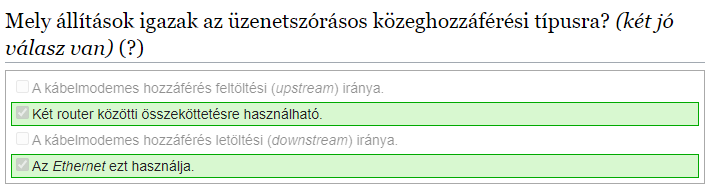 Mely állítások igazak az üzenetszórásos közeghozzáférési típusra? (két jó
válasz van) (?)
A kábelmodemes hozzáférés feltöltési (upstream) iránya.
Két router közötti összeköttetésre használható.
A kábelmodemes hozzáférés letöltési (downstream) iránya.
Az Ethernet ezt használja.